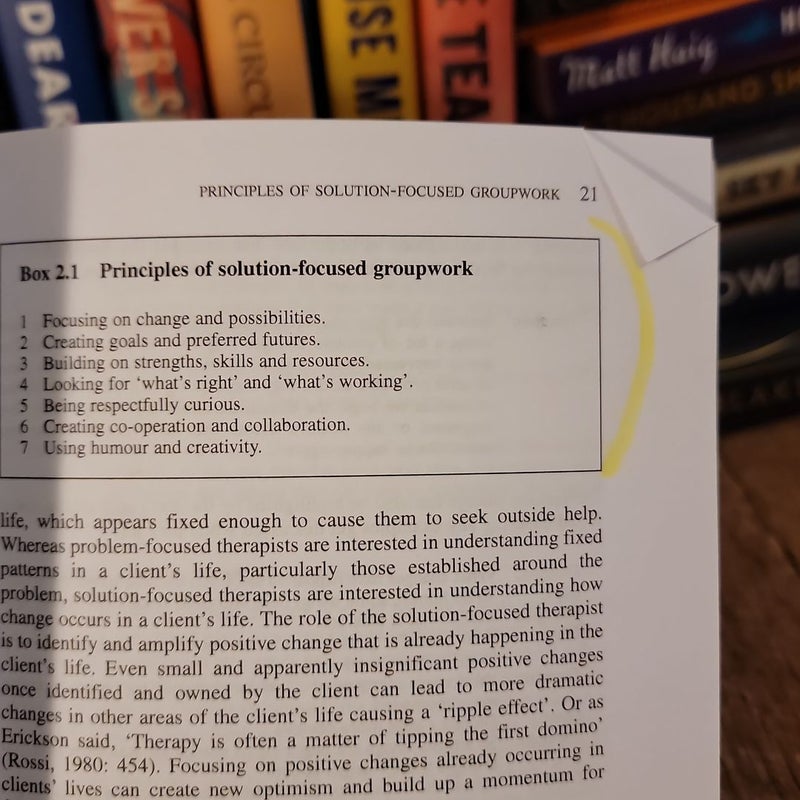 DEAR
VERS
CIRCU
SE M
E TEA
Matt Haig
THOUSAND SH
OWE
PRINCIPLES OF SOLUTION-FOCUSED GROUPWORK 21
Box 2.1 Principles of solution-focused groupwork
1 Focusing on change and possibilities.
2 Creating goals and preferred futures.
3 Building on strengths, skills and resources.
4 Looking for ‘what’s right’ and ‘what’s working’.
5 Being respectfully curious.
6 Creating co-operation and collaboration.
7 Using humour and creativity.
life, which appears fixed enough to cause them to seek outside help.
Whereas problem-focused therapists are interested in understanding fixed
patterns in a client’s life, particularly those established around the
problem, solution-focused therapists are interested in understanding how
change occurs in a client’s life. The role of the solution-focused therapist
is to identify and amplify positive change that is already happening in the
client’s life. Even small and apparently insignificant positive changes
once identified and owned by the client can lead to more dramatic
changes in other areas of the client’s life causing a ‘ripple effect’. Or as
Erickson said, ‘Therapy is often a matter of tipping the first domino’
(Rossi, 1980: 454). Focusing on positive changes already occurring in
clients’ lives can create new optimism and build up a momentum for